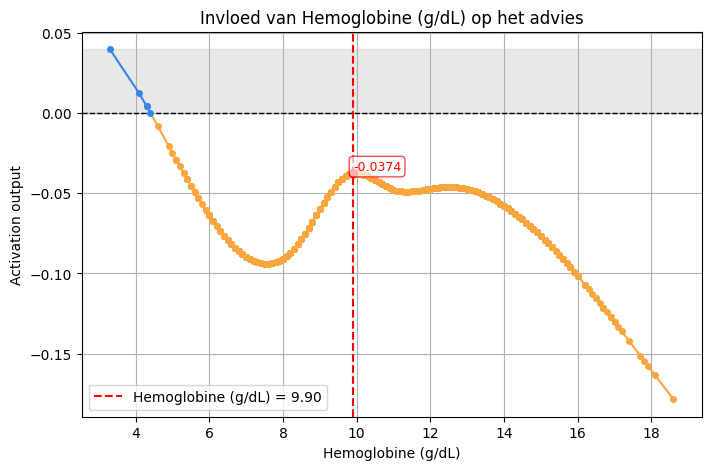 Invloed van Hemoglobine (g/dL) op het advies
Activation output
0.05
0.00
−0.05
−0.10
−0.15
-0.0374
Hemoglobine (g/dL) = 9.90
4 6 8 10 12 14 16 18
Hemoglobine (g/dL)